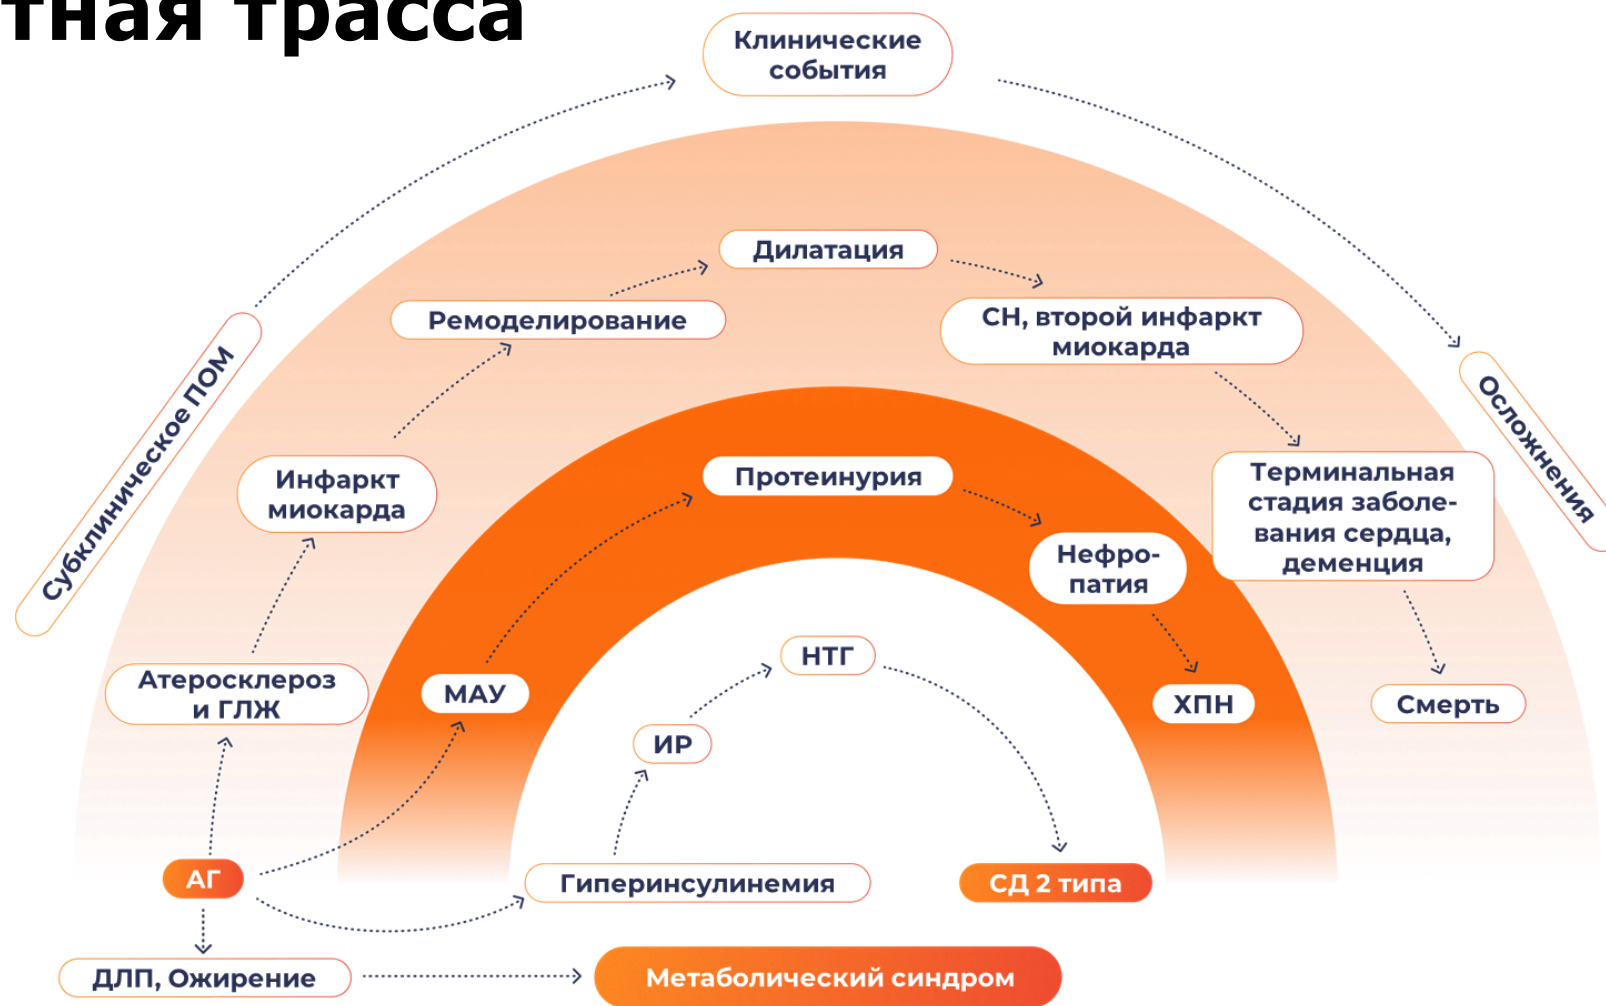 тная трасса
Клинические
события
Дилатация
Ремоделирование
СН, второй инфаркт
миокарда
Субклиническое ПОМ
Осложнения
Инфаркт
миокарда
Протеинурия
Терминальная
стадия заболе-
вания сердца,
деменция
Нефро-
патия
НТГ
Атеросклероз
и ГЛЖ
МАУ
ХПН
Смерть
ИР
АГ
Гиперинсулинемия
СД 2 типа
ДЛП, Ожирение
Метаболический синдром